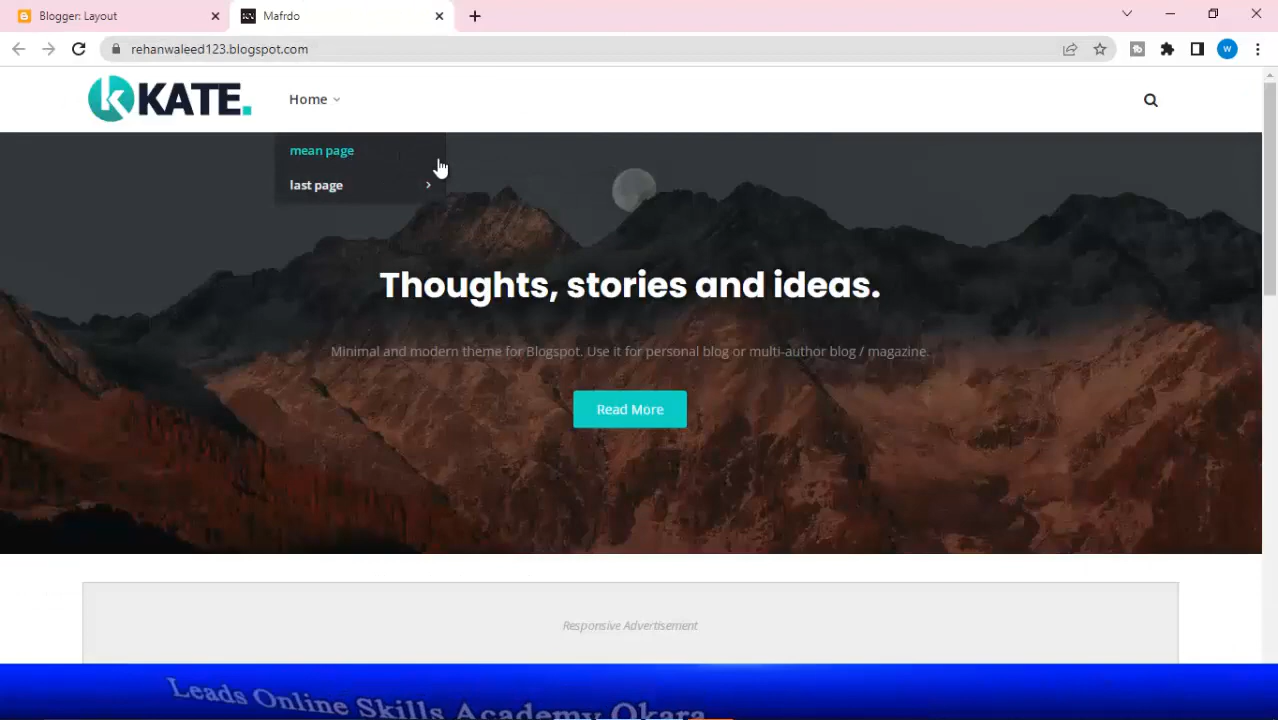 Blogger: Layout
Mafrdo
rehanwaleed123.blogspot.com
W
KATE.
Home
mean page
last page
Thoughts, stories and ideas.
Minimal and modern theme for Blogspot. Use it for personal blog or multi-author blog / magazine.
Read More
Responsive Advertisement
Leads Online Skills Academy Okara